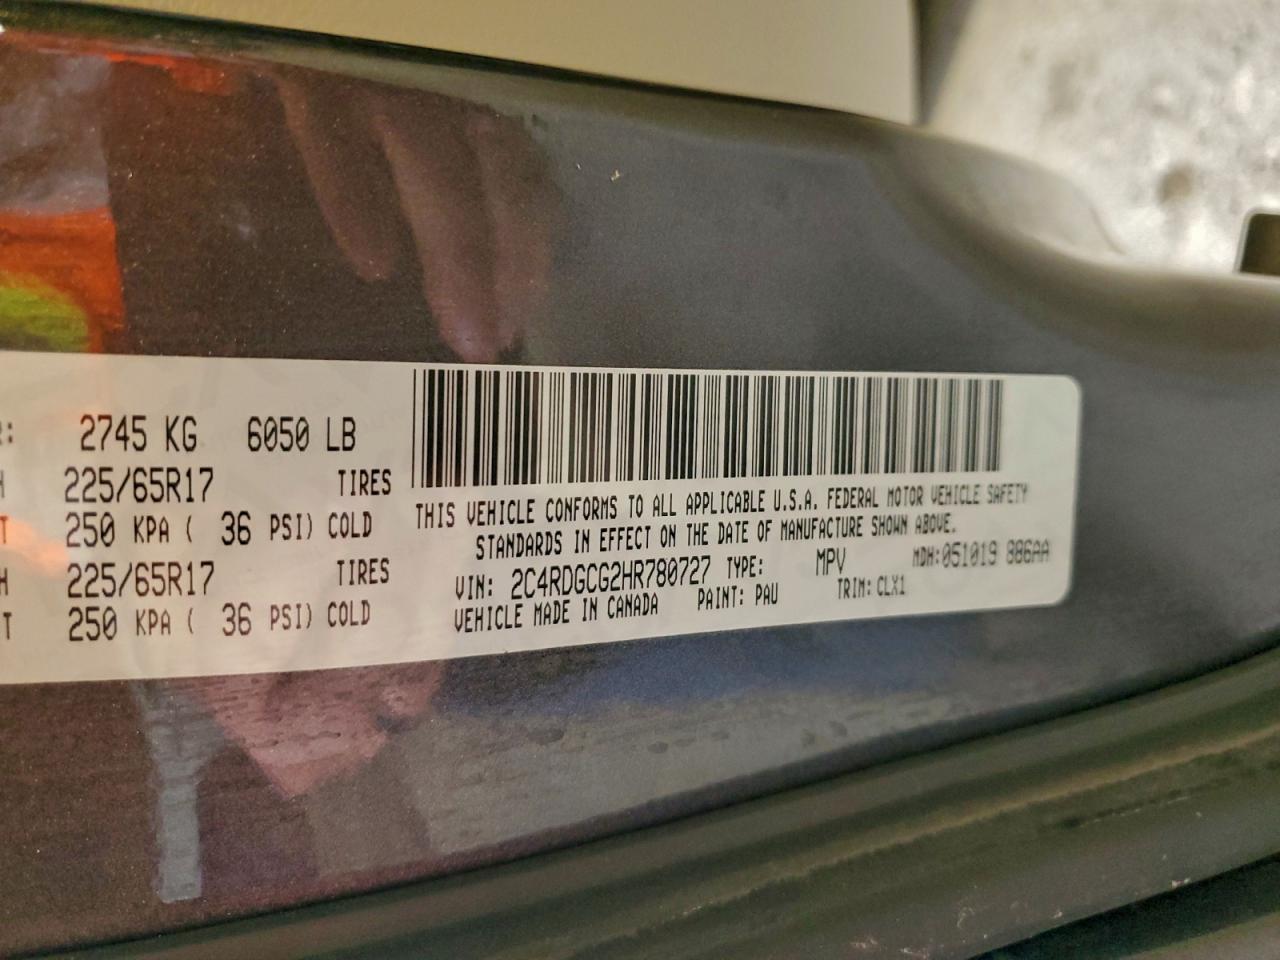 R: 2745 KG 6050 LB
H 225/65R17 TIRES
T 250 KPA ( 36 PSI) COLD
H 225/65R17 TIRES
T 250 KPA ( 36 PSI) COLD
THIS VEHICLE CONFORMS TO ALL APPLICABLE U.S.A. FEDERAL MOTOR VEHICLE SAFETY
STANDARDS IN EFFECT ON THE DATE OF MANUFACTURE SHOWN ABOVE.
VIN: 2C4RDGCG2HR780727 TYPE: MPV MDH:051019 886AA
VEHICLE MADE IN CANADA PAINT: PAU TRIM: CLX1